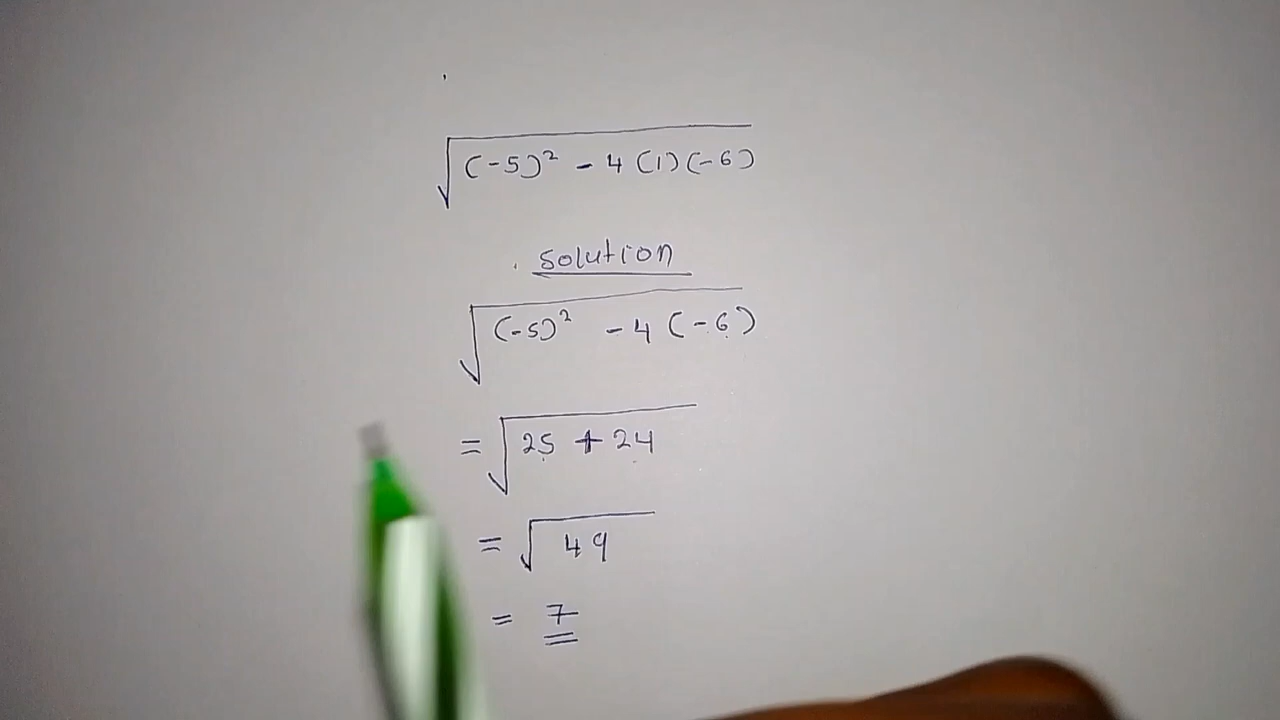 √(-5)² - 4(1)(-6)
Solution
√(-5)² - 4(-6)
= √25 + 24
= √49
= 7